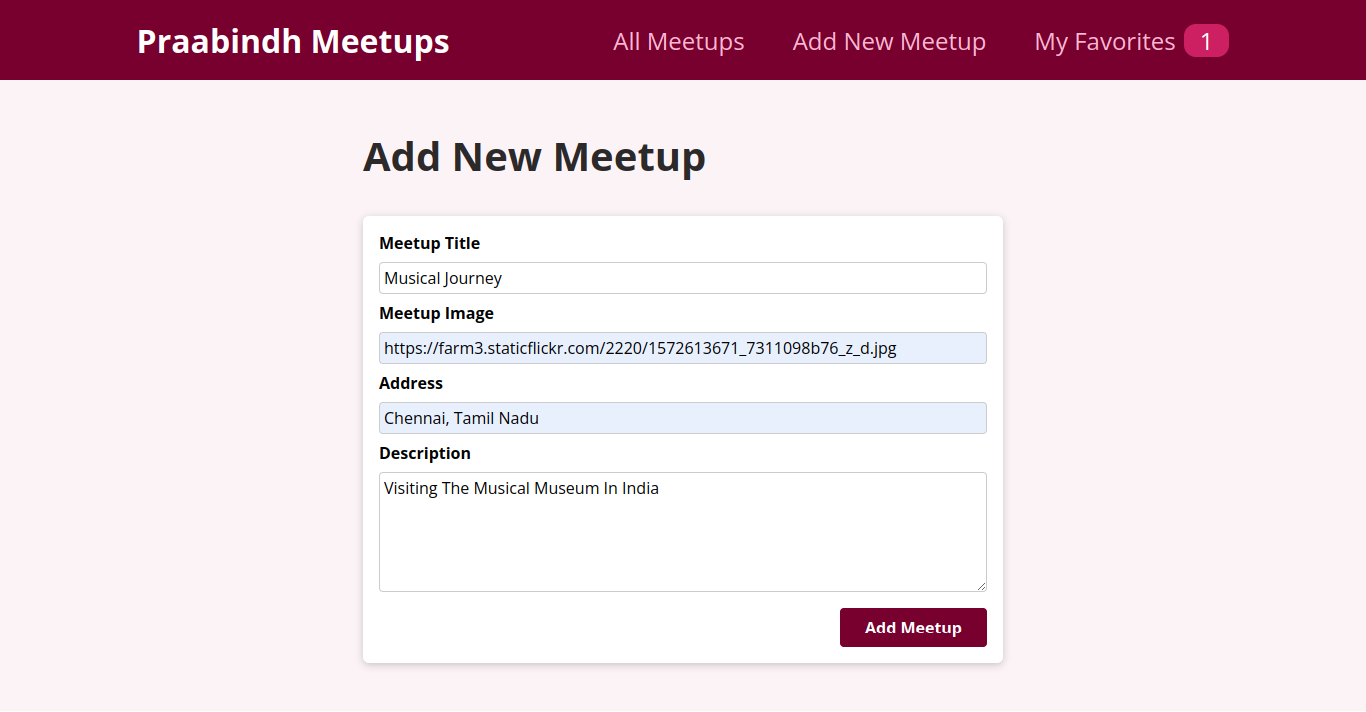 Praabindh Meetups
All Meetups
Add New Meetup
My Favorites 1
Add New Meetup
Meetup Title
Musical Journey
Meetup Image
https://farm3.staticflickr.com/2220/1572613671_7311098b76_z_d.jpg
Address
Chennai, Tamil Nadu
Description
Visiting The Musical Museum In India
Add Meetup